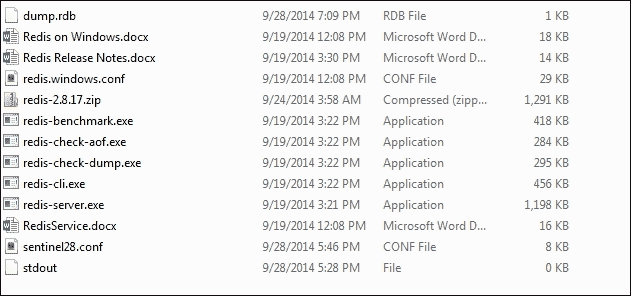 dump.rdb 9/28/2014 7:09 PM RDB File 1 KB
Redis on Windows.docx 9/19/2014 12:08 PM Microsoft Word D... 18 KB
Redis Release Notes.docx 9/19/2014 3:30 PM Microsoft Word D... 14 KB
redis.windows.conf 9/19/2014 12:08 PM CONF File 29 KB
redis-2.8.17.zip 9/24/2014 3:58 AM Compressed (zipp... 1,291 KB
redis-benchmark.exe 9/19/2014 3:22 PM Application 418 KB
redis-check-aof.exe 9/19/2014 3:22 PM Application 284 KB
redis-check-dump.exe 9/19/2014 3:22 PM Application 295 KB
redis-cli.exe 9/19/2014 3:22 PM Application 456 KB
redis-server.exe 9/19/2014 3:21 PM Application 1,198 KB
RedisService.docx 9/19/2014 12:08 PM Microsoft Word D... 16 KB
sentinel28.conf 9/28/2014 5:46 PM CONF File 8 KB
stdout 9/28/2014 5:28 PM File 0 KB